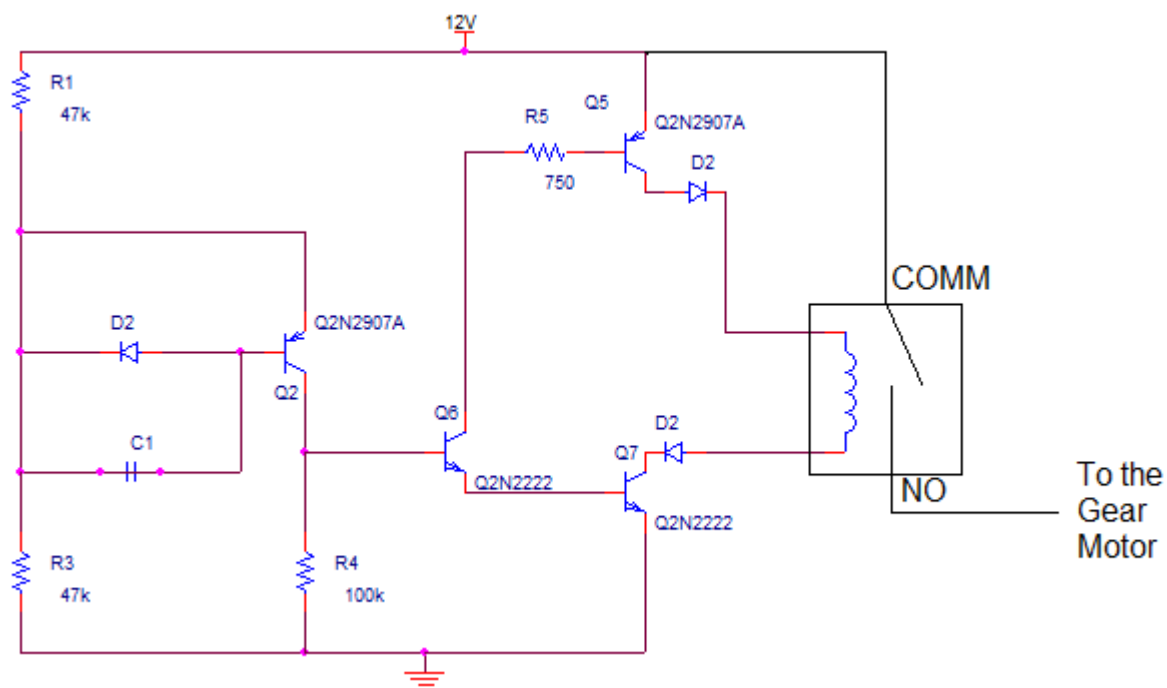 12V
R1
47k
Q5
R5
Q2N2907A
750
D2
COMM
D2
Q2N2907A
Q2
Q6
D2
C1
Q7
Q2N2222
NO
To the
Gear
Motor
Q2N2222
R3
47k
R4
100k